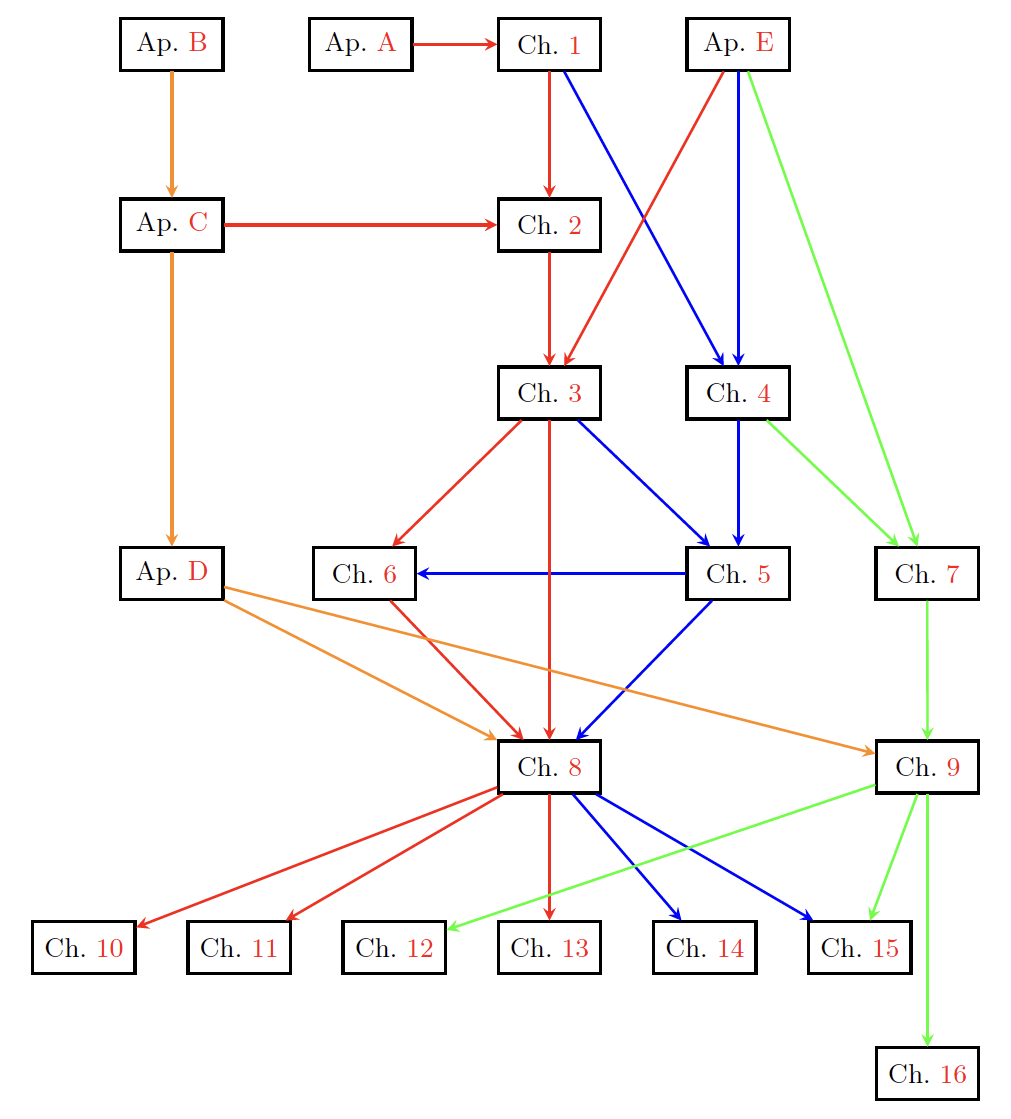 Ap. B
Ap. A
Ch. 1
Ap. E
Ap. C
Ch. 2
Ch. 3
Ch. 4
Ap. D
Ch. 6
Ch. 5
Ch. 7
Ch. 8
Ch. 9
Ch. 10
Ch. 11
Ch. 12
Ch. 13
Ch. 14
Ch. 15
Ch. 16